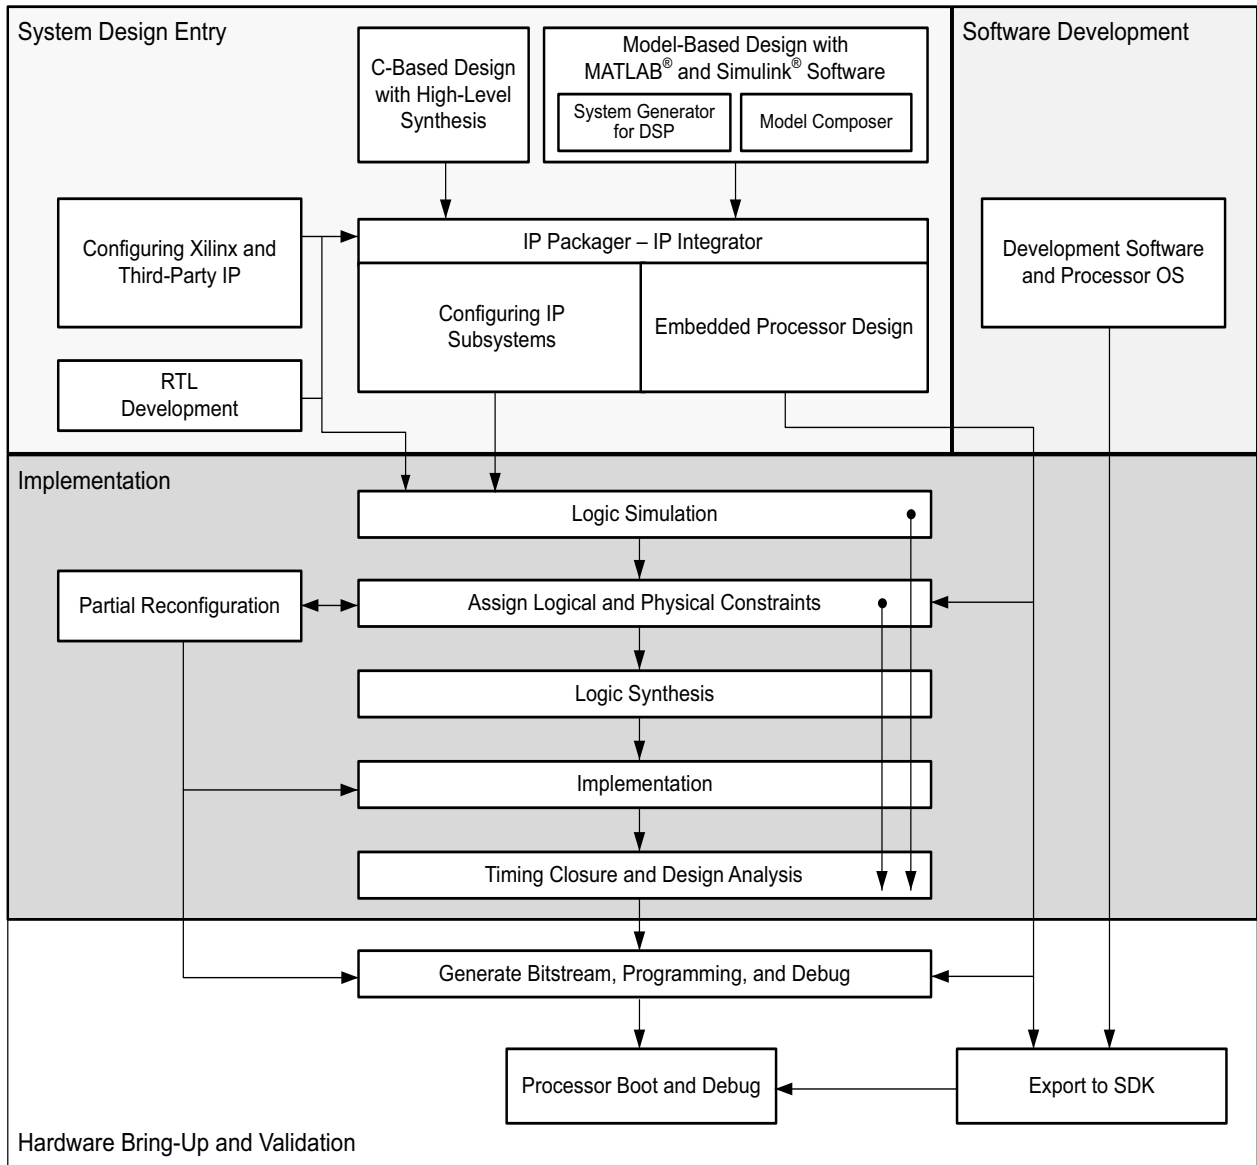 System Design Entry
Software Development
C-Based Design
with High-Level
Synthesis
Model-Based Design with
MATLAB® and Simulink® Software
System Generator
for DSP
Model Composer
Configuring Xilinx and
Third-Party IP
IP Packager – IP Integrator
Development Software
and Processor OS
Configuring IP
Subsystems
Embedded Processor Design
RTL
Development
Implementation
Logic Simulation
Partial Reconfiguration
Assign Logical and Physical Constraints
Logic Synthesis
Implementation
Timing Closure and Design Analysis
Generate Bitstream, Programming, and Debug
Processor Boot and Debug
Export to SDK
Hardware Bring-Up and Validation